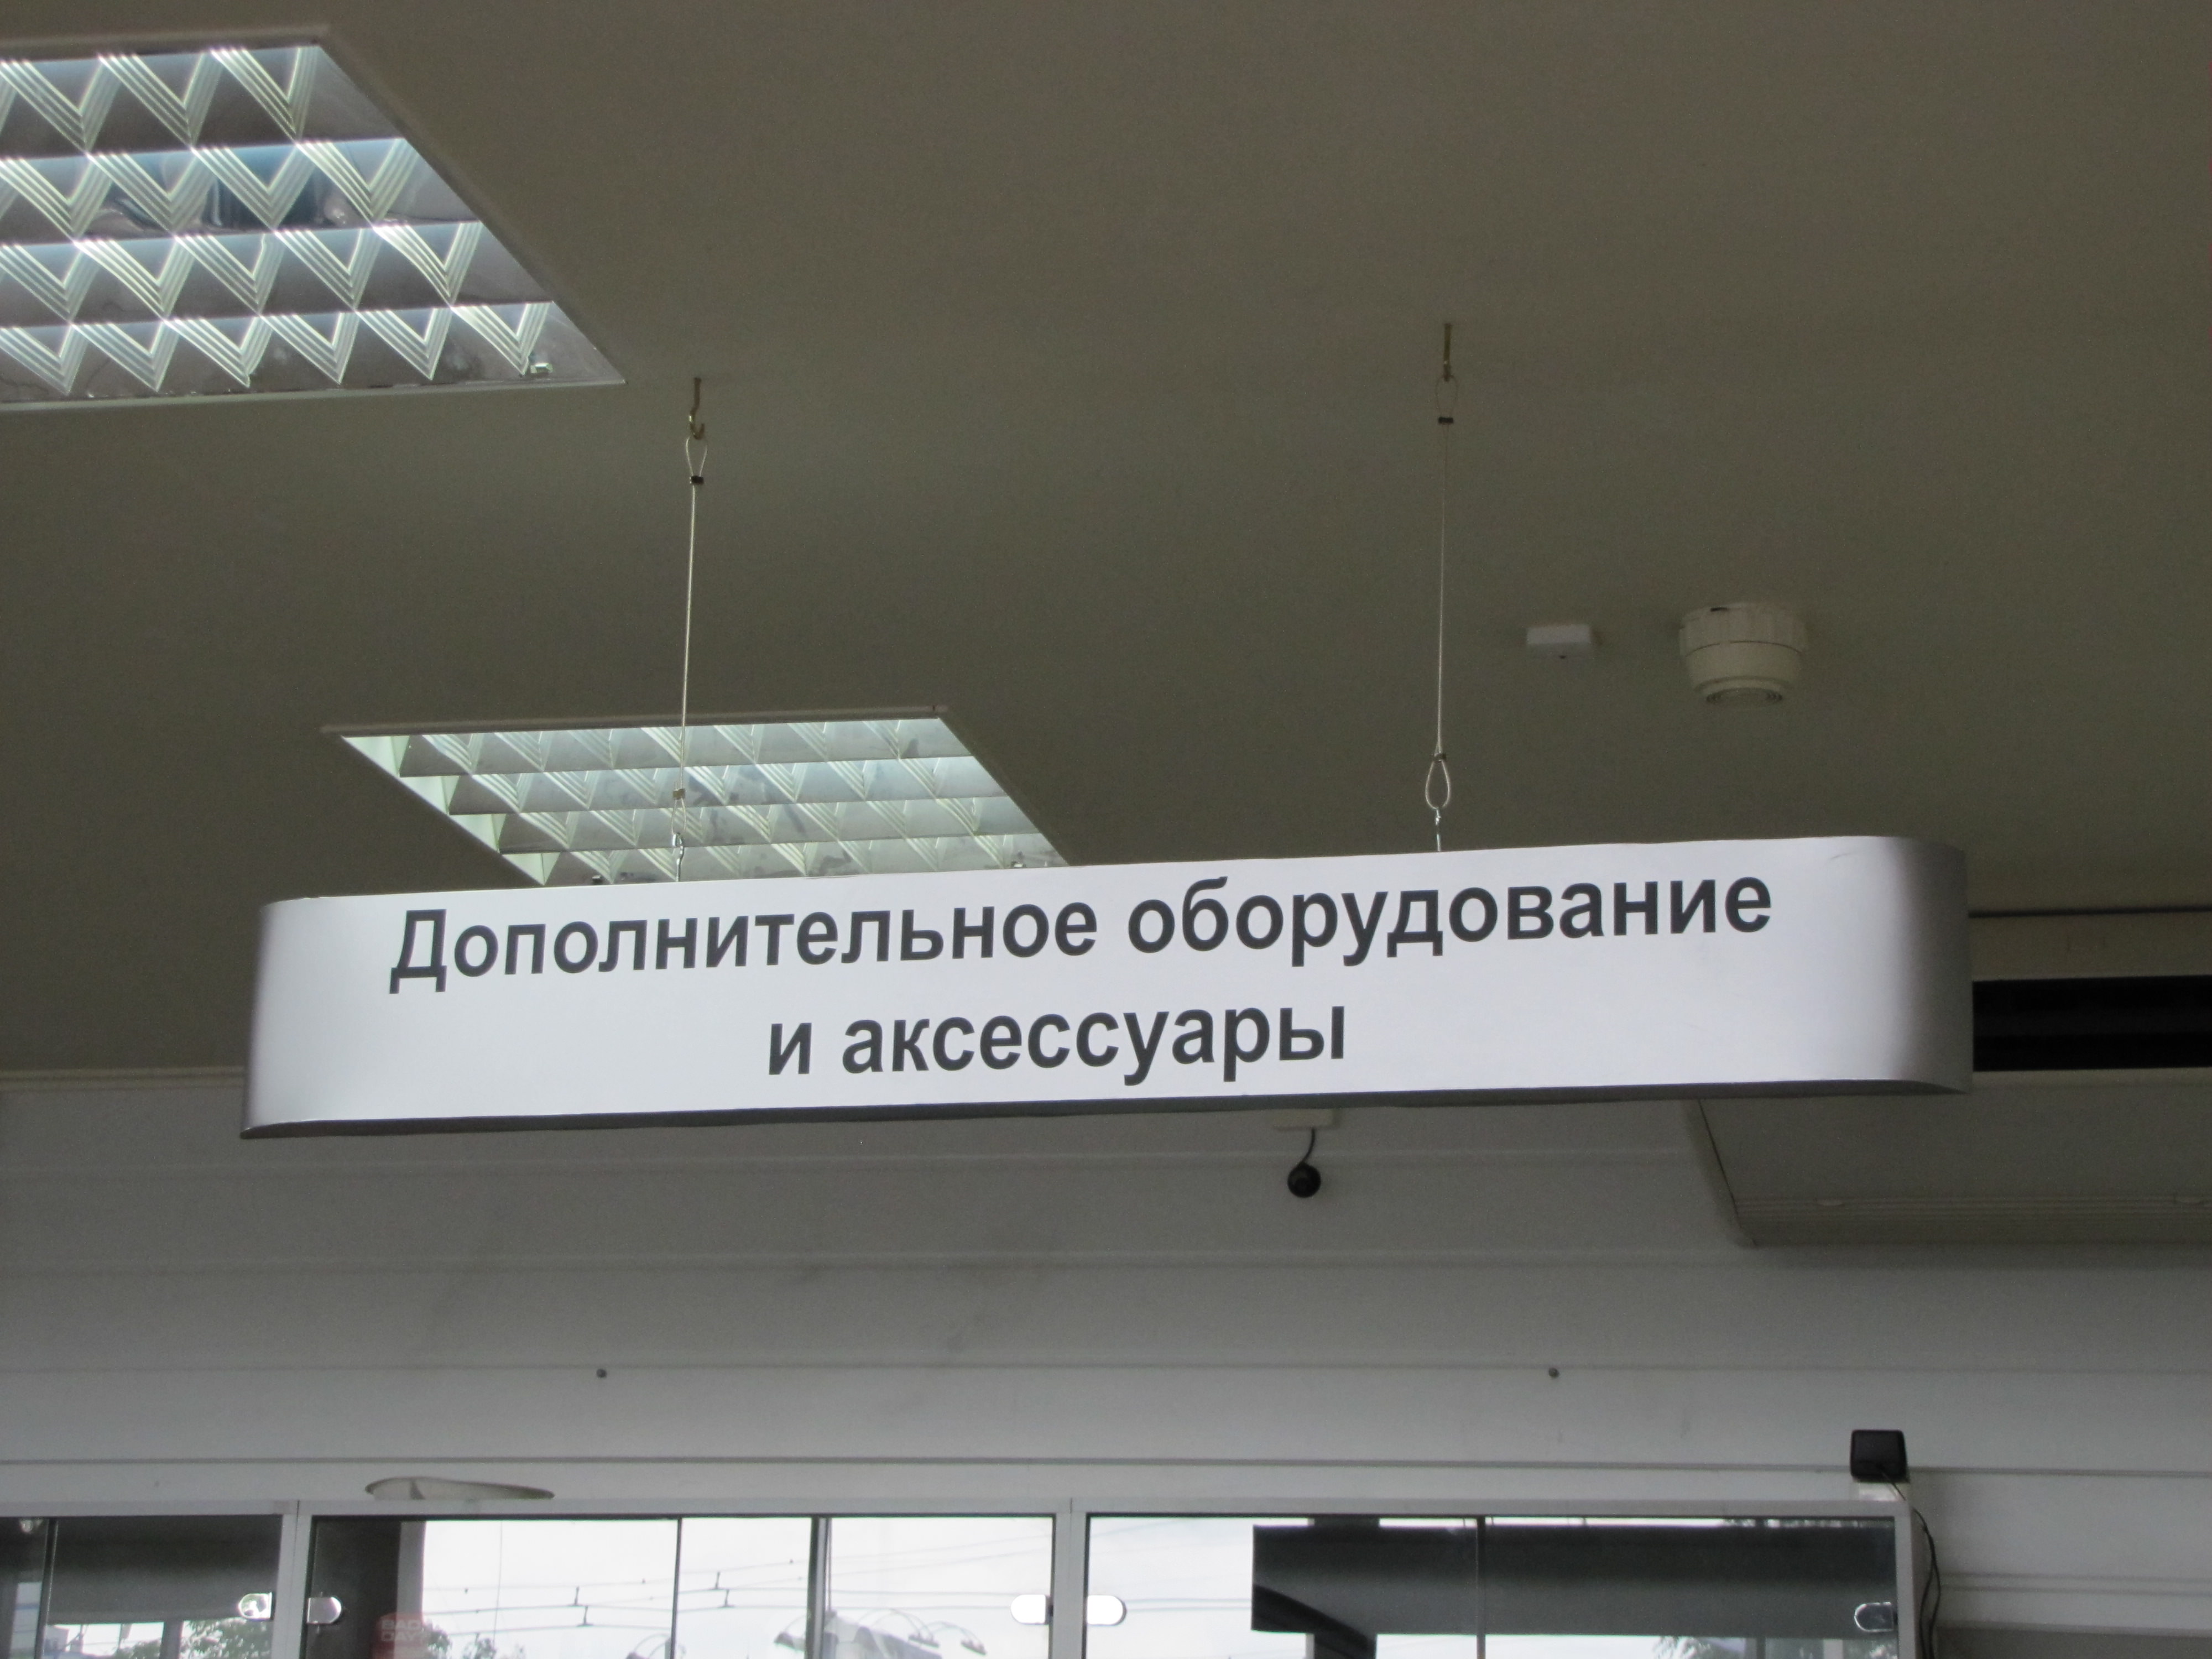 Дополнительное оборудование
и аксессуары